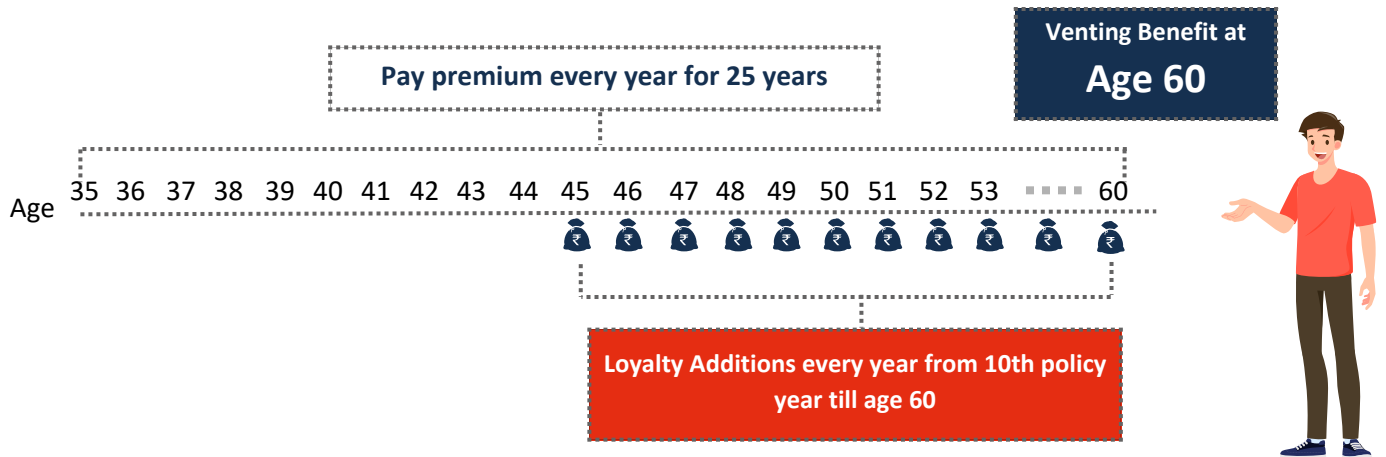 Venting Benefit at
Age 60
Pay premium every year for 25 years
Age 35 36 37 38 39 40 41 42 43 44 45 46 47 48 49 50 51 52 53 60
₹ ₹ ₹ ₹ ₹ ₹ ₹ ₹ ₹ ₹ ₹
Loyalty Additions every year from 10th policy
year till age 60